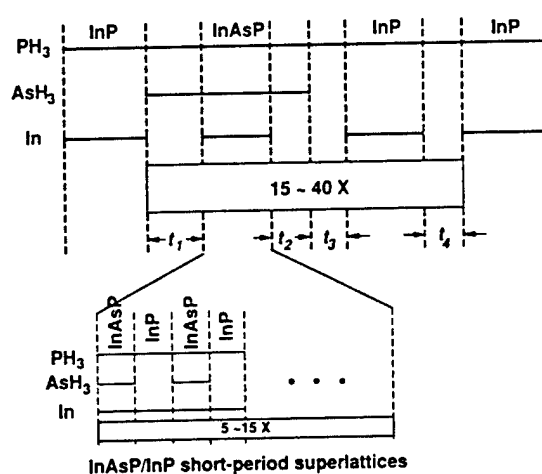 InP InAsP InP InP
PH3
AsH3
In
15 ~ 40 X
t1 t2 t3 t4
InAsP InP InAsP InP
PH3
AsH3
In
5 ~15 X
InAsP/InP short-period superlattices